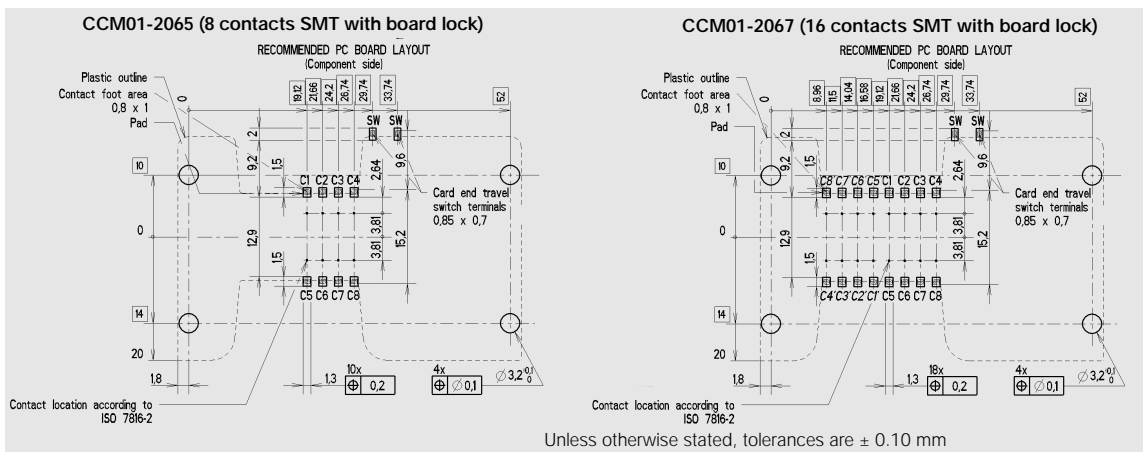 CCM01-2065 (8 contacts SMT with board lock)
RECOMMENDED PC BOARD LAYOUT
(Component side)
Plastic outline
Contact foot area
0,8 x 1
Pad
0
19,12
21,66
24,2
26,74
29,74
33,74
52
SW
SW
2
9,2
1,5
2,64
9,6
10
C1 C2 C3 C4
Card end travel
switch terminals
0,85 x 0,7
0
12,9
3,81
3,81
15,2
1,5
C5 C6 C7 C8
14
20
1,8
1,3
10x
0,2
4x
∅ 0,1
∅ 3,2 0,1 0
Contact location according to
ISO 7816-2
CCM01-2067 (16 contacts SMT with board lock)
RECOMMENDED PC BOARD LAYOUT
(Component side)
Plastic outline
Contact foot area
0,8 x 1
Pad
0
8,96
11,5
14,04
16,58
19,12
21,66
24,2
26,74
29,74
33,74
52
SW
SW
2
9,2
1,5
2,64
9,6
10
C8' C7' C6' C5' C1 C2 C3 C4
Card end travel
switch terminals
0,85 x 0,7
0
12,9
3,81
3,81
15,2
1,5
C4' C3' C2' C1' C5 C6 C7 C8
14
20
1,8
1,3
18x
0,2
4x
∅ 0,1
∅ 3,2 0,1 0
Contact location according to
ISO 7816-2
Unless otherwise stated, tolerances are ± 0.10 mm